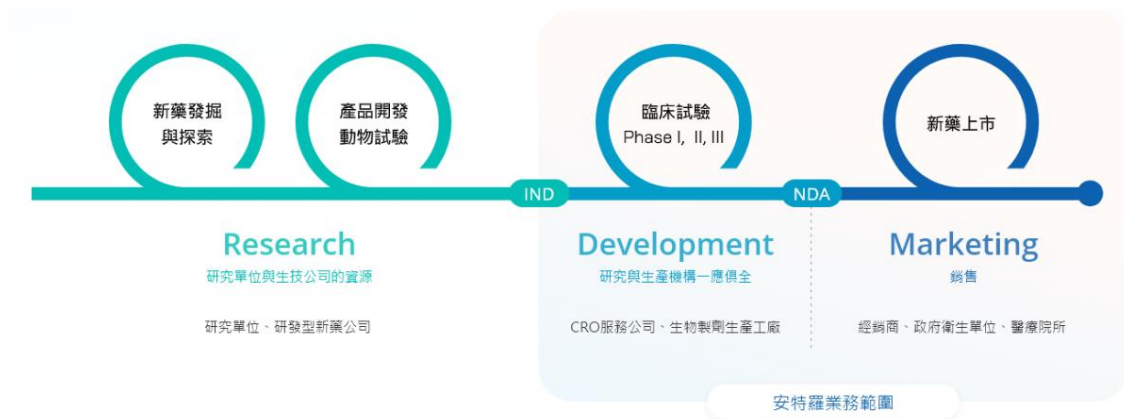 新藥發掘
與探索
產品開發
動物試驗
臨床試驗
Phase I, II, III
新藥上市
IND
NDA
Research
研究單位與生技公司的資源
研究單位、研發型新藥公司
Development
研究與生產機構一應俱全
CRO服務公司、生物製劑生產工廠
Marketing
銷售
經銷商、政府衛生單位、醫療院所
安特羅業務範圍